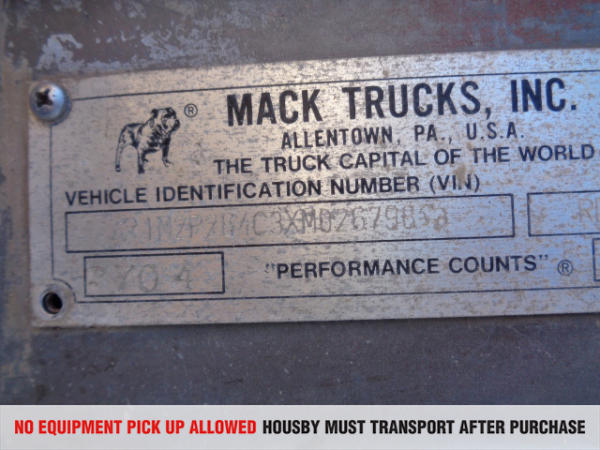 ® MACK TRUCKS, INC.
ALLENTOWN, PA., U.S.A.
THE TRUCK CAPITAL OF THE WORLD
VEHICLE IDENTIFICATION NUMBER (VIN)
"PERFORMANCE COUNTS" ®
NO EQUIPMENT PICK UP ALLOWED HOUSBY MUST TRANSPORT AFTER PURCHASE